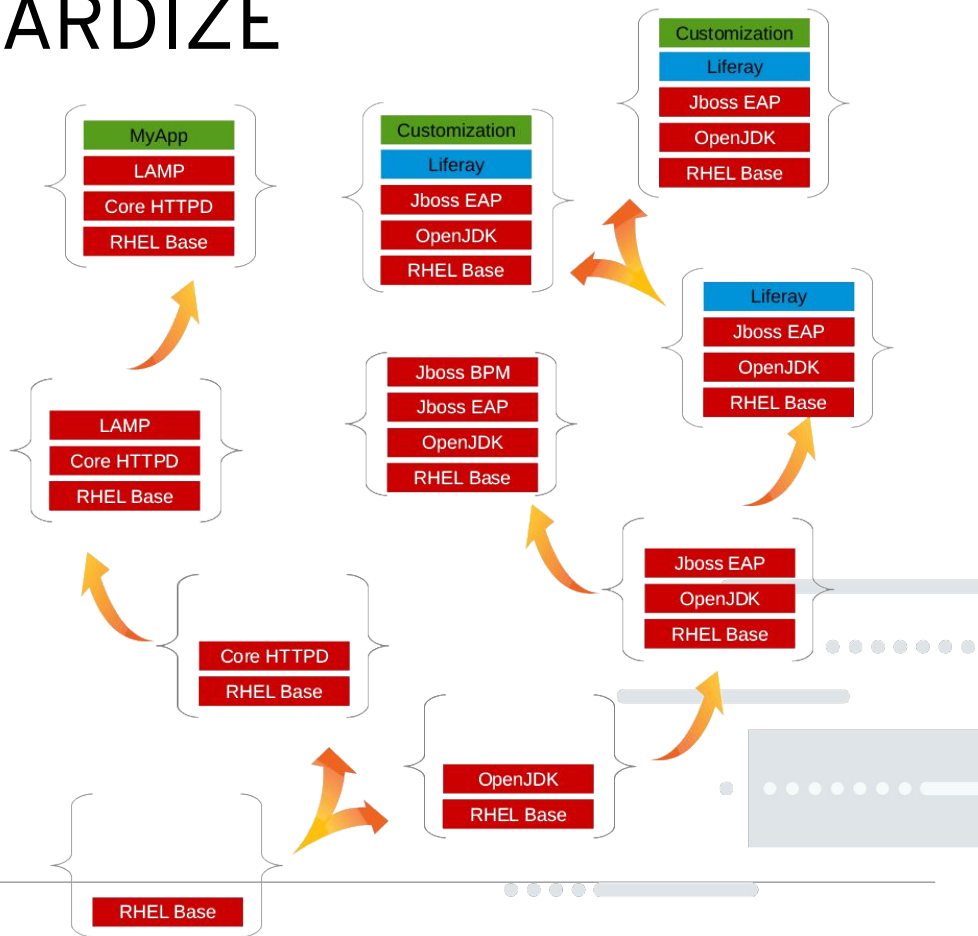 ARDIZE
Customization
Liferay
Jboss EAP
OpenJDK
RHEL Base
MyApp
LAMP
Core HTTPD
RHEL Base
Customization
Liferay
Jboss EAP
OpenJDK
RHEL Base
Liferay
Jboss EAP
OpenJDK
RHEL Base
Jboss BPM
Jboss EAP
OpenJDK
RHEL Base
LAMP
Core HTTPD
RHEL Base
Jboss EAP
OpenJDK
RHEL Base
Core HTTPD
RHEL Base
OpenJDK
RHEL Base
RHEL Base